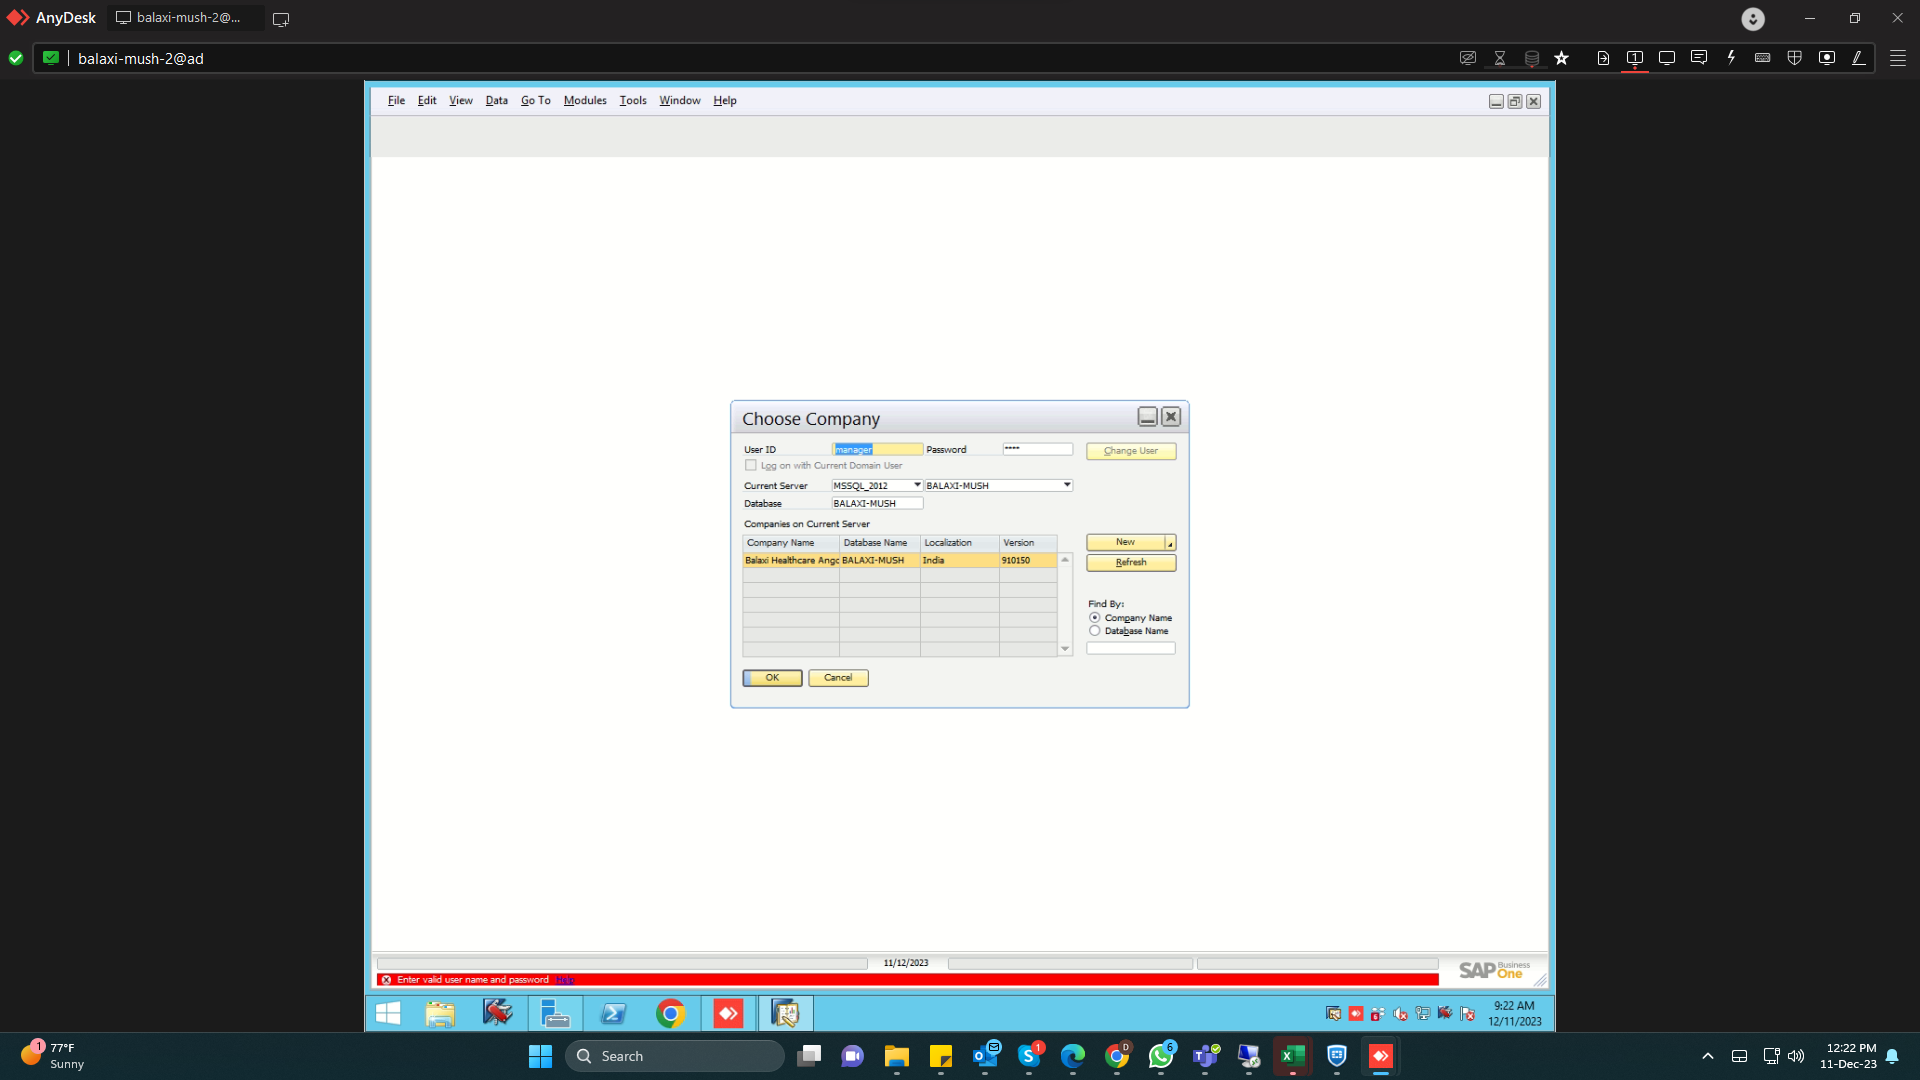 AnyDesk balaxi-mush-2@...
balaxi-mush-2@ad
File Edit View Data Go To Modules Tools Window Help
Choose Company
User ID manager Password **** Change User
Log on with Current Domain User
Current Server MSSQL_2012 BALAXI-MUSH
Database BALAXI-MUSH
Companies on Current Server
Company Name Database Name Localization Version New
Balaxi Healthcare Ango BALAXI-MUSH India 910150 Refresh
Find By:
Company Name
Database Name
OK Cancel
11/12/2023
Enter valid user name and password Help
SAP Business One
9:22 AM
12/11/2023
1 77°F
Sunny
Search
1
D
6
12:22 PM
11-Dec-23